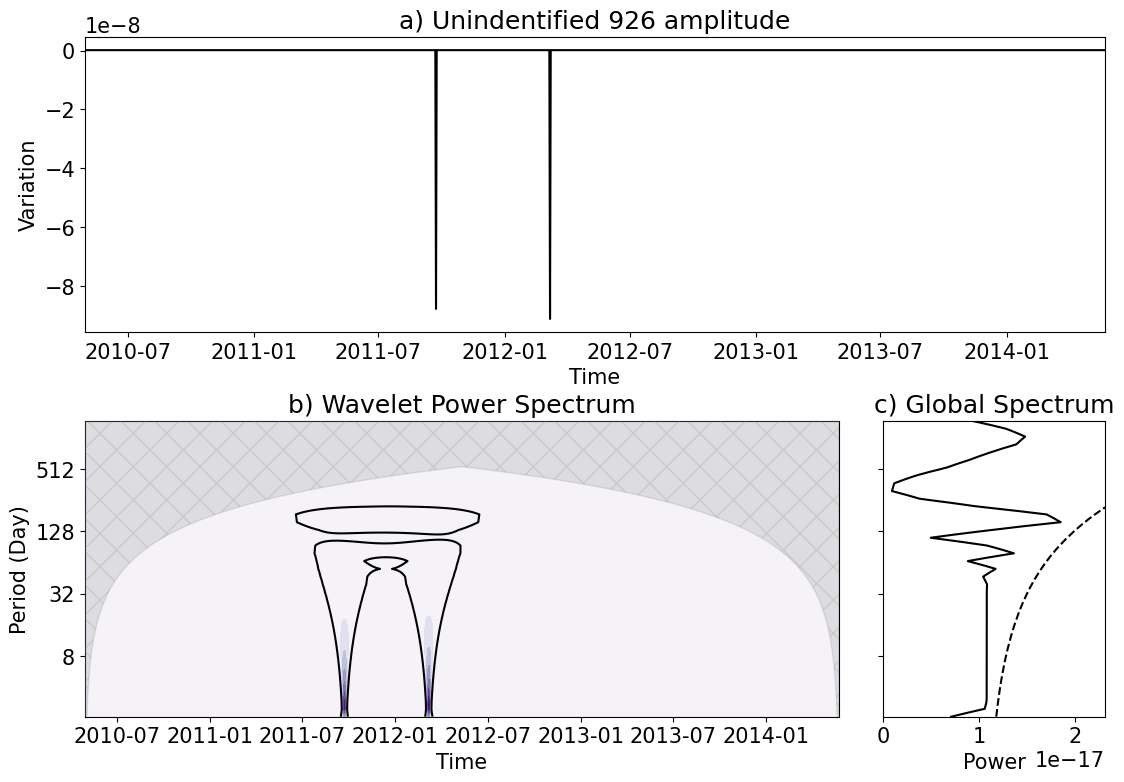 a) Unidentified 926 amplitude
1e−8
0
−2
−4
−6
−8
Variation
2010-07 2011-01 2011-07 2012-01 2012-07 2013-01 2013-07 2014-01
Time
b) Wavelet Power Spectrum
512
128
32
8
Period (Day)
2010-07 2011-01 2011-07 2012-01 2012-07 2013-01 2013-07 2014-01
Time
c) Global Spectrum
0 1 2
Power 1e−17